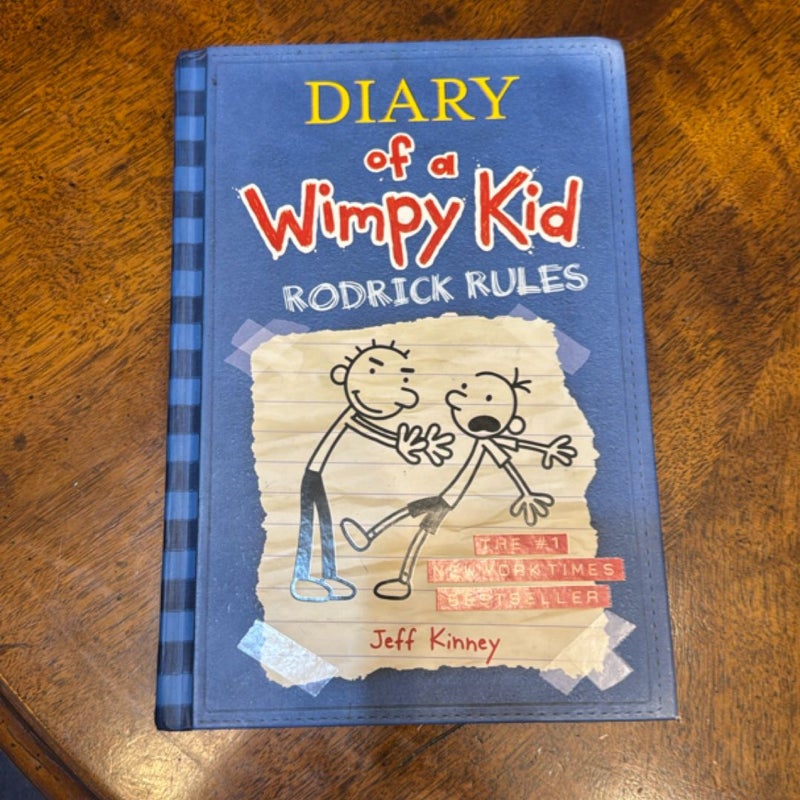 DIARY
of a
Wimpy Kid
RODRICK RULES
THE #1
NEW YORK TIMES
BESTSELLER
Jeff Kinney